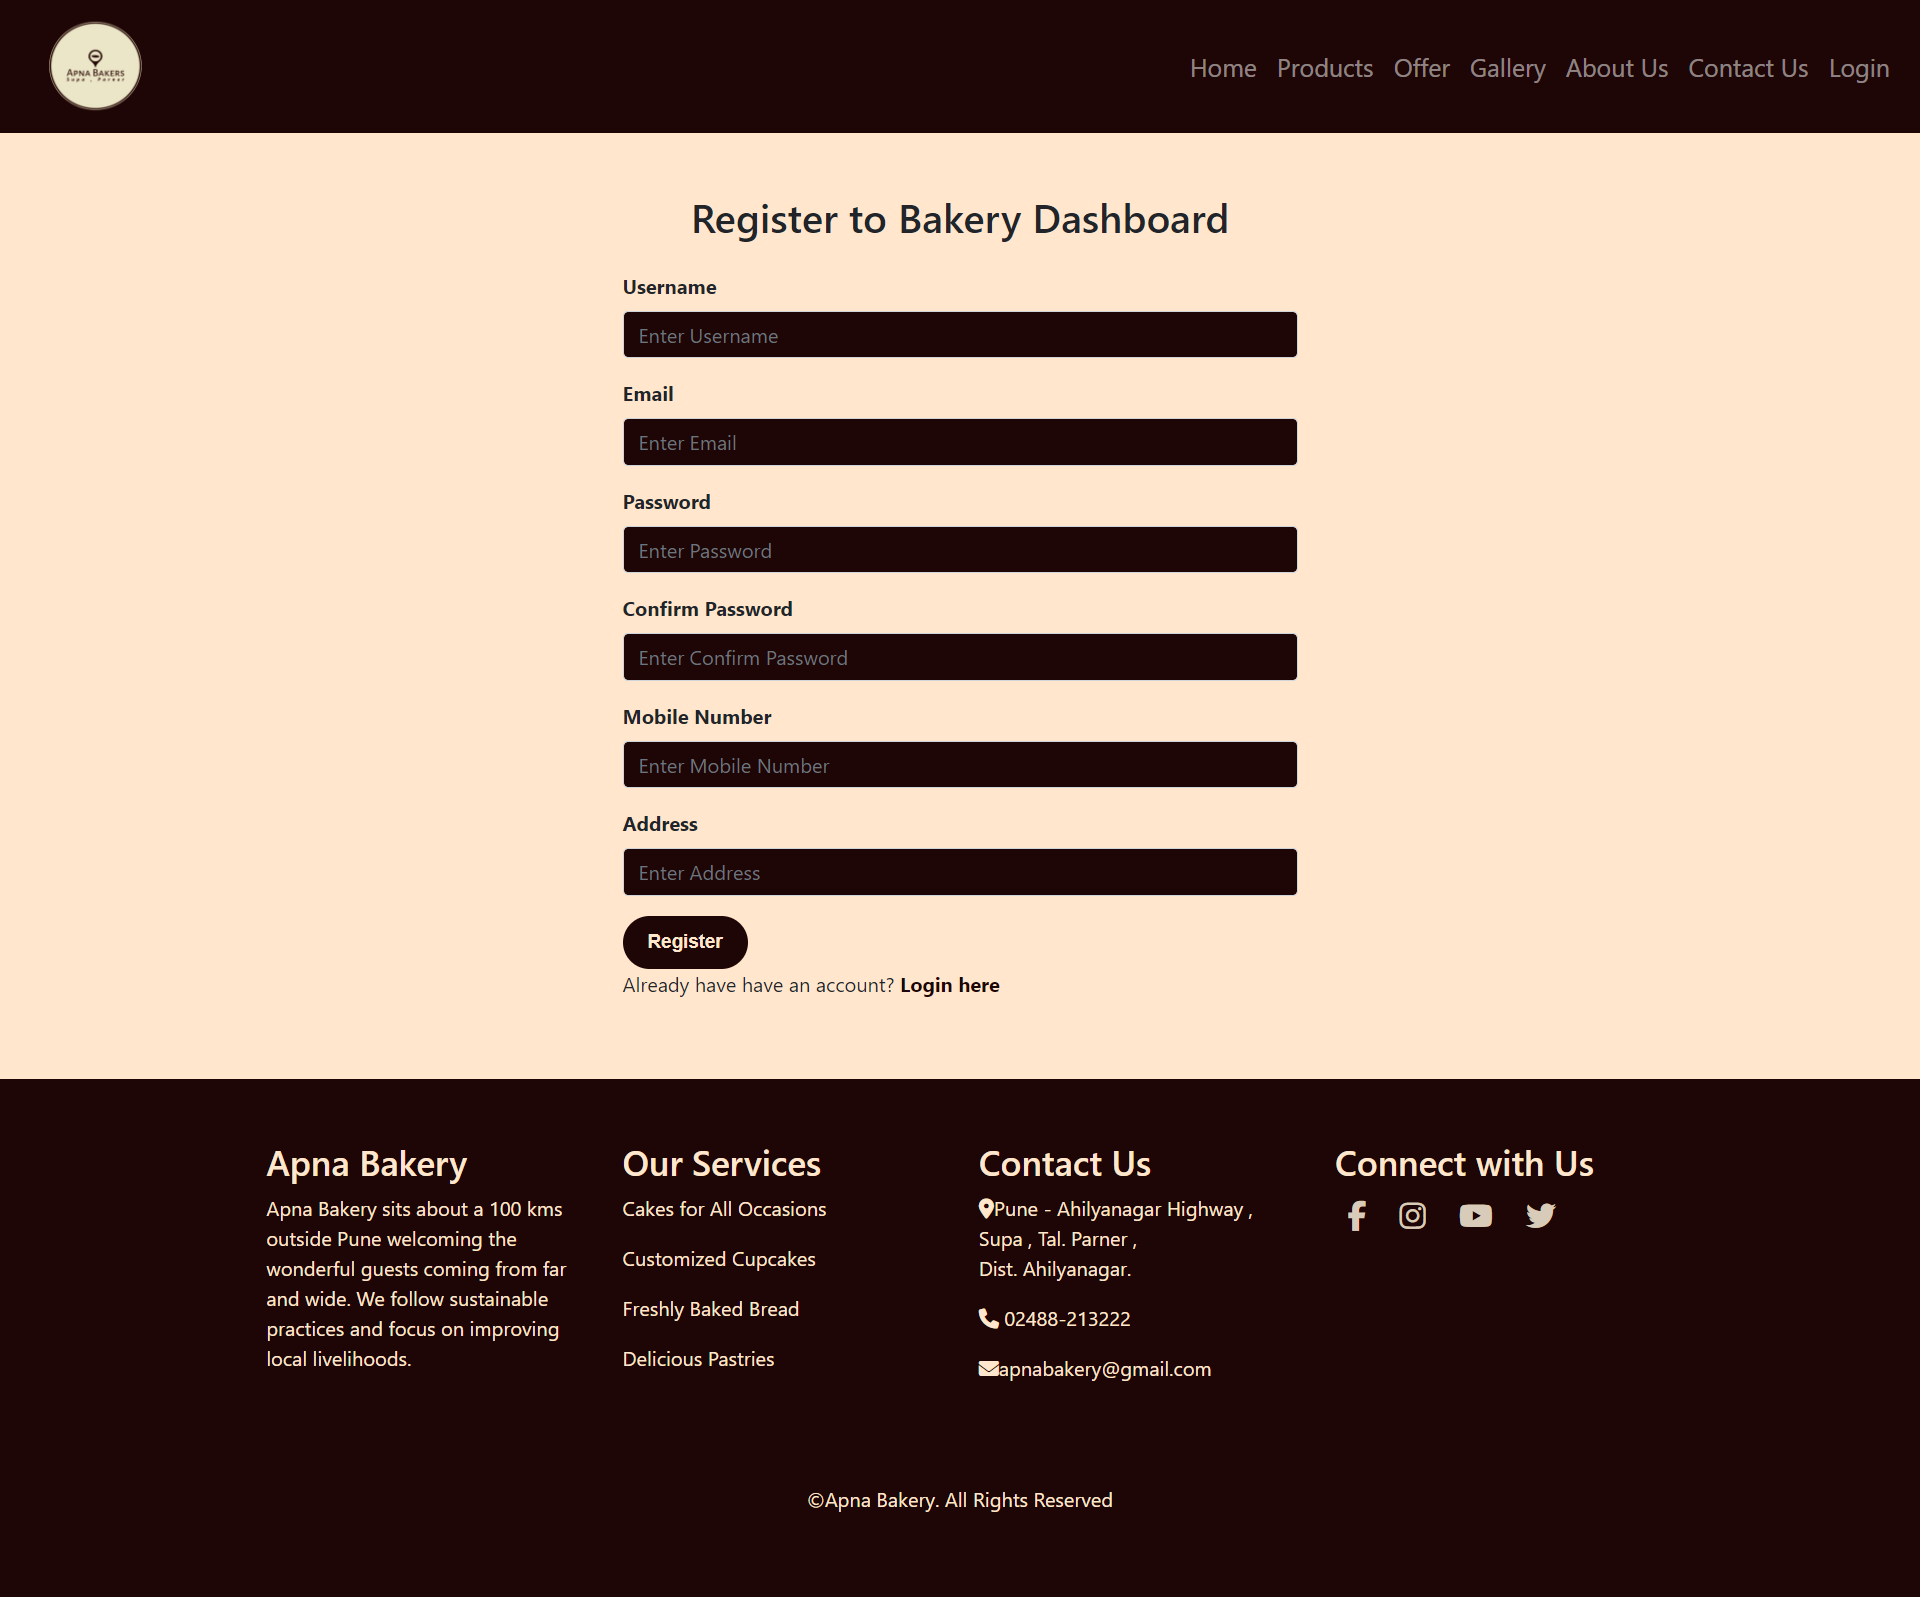 APNA BAKERS
Supa , Parner
Home Products Offer Gallery About Us Contact Us Login
Register to Bakery Dashboard
Username
Enter Username
Email
Enter Email
Password
Enter Password
Confirm Password
Enter Confirm Password
Mobile Number
Enter Mobile Number
Address
Enter Address
Register
Already have have an account? Login here
Apna Bakery
Apna Bakery sits about a 100 kms
outside Pune welcoming the
wonderful guests coming from far
and wide. We follow sustainable
practices and focus on improving
local livelihoods.
Our Services
Cakes for All Occasions
Customized Cupcakes
Freshly Baked Bread
Delicious Pastries
Contact Us
Pune - Ahilyanagar Highway ,
Supa , Tal. Parner ,
Dist. Ahilyanagar.
02488-213222
apnabakery@gmail.com
Connect with Us
©Apna Bakery. All Rights Reserved